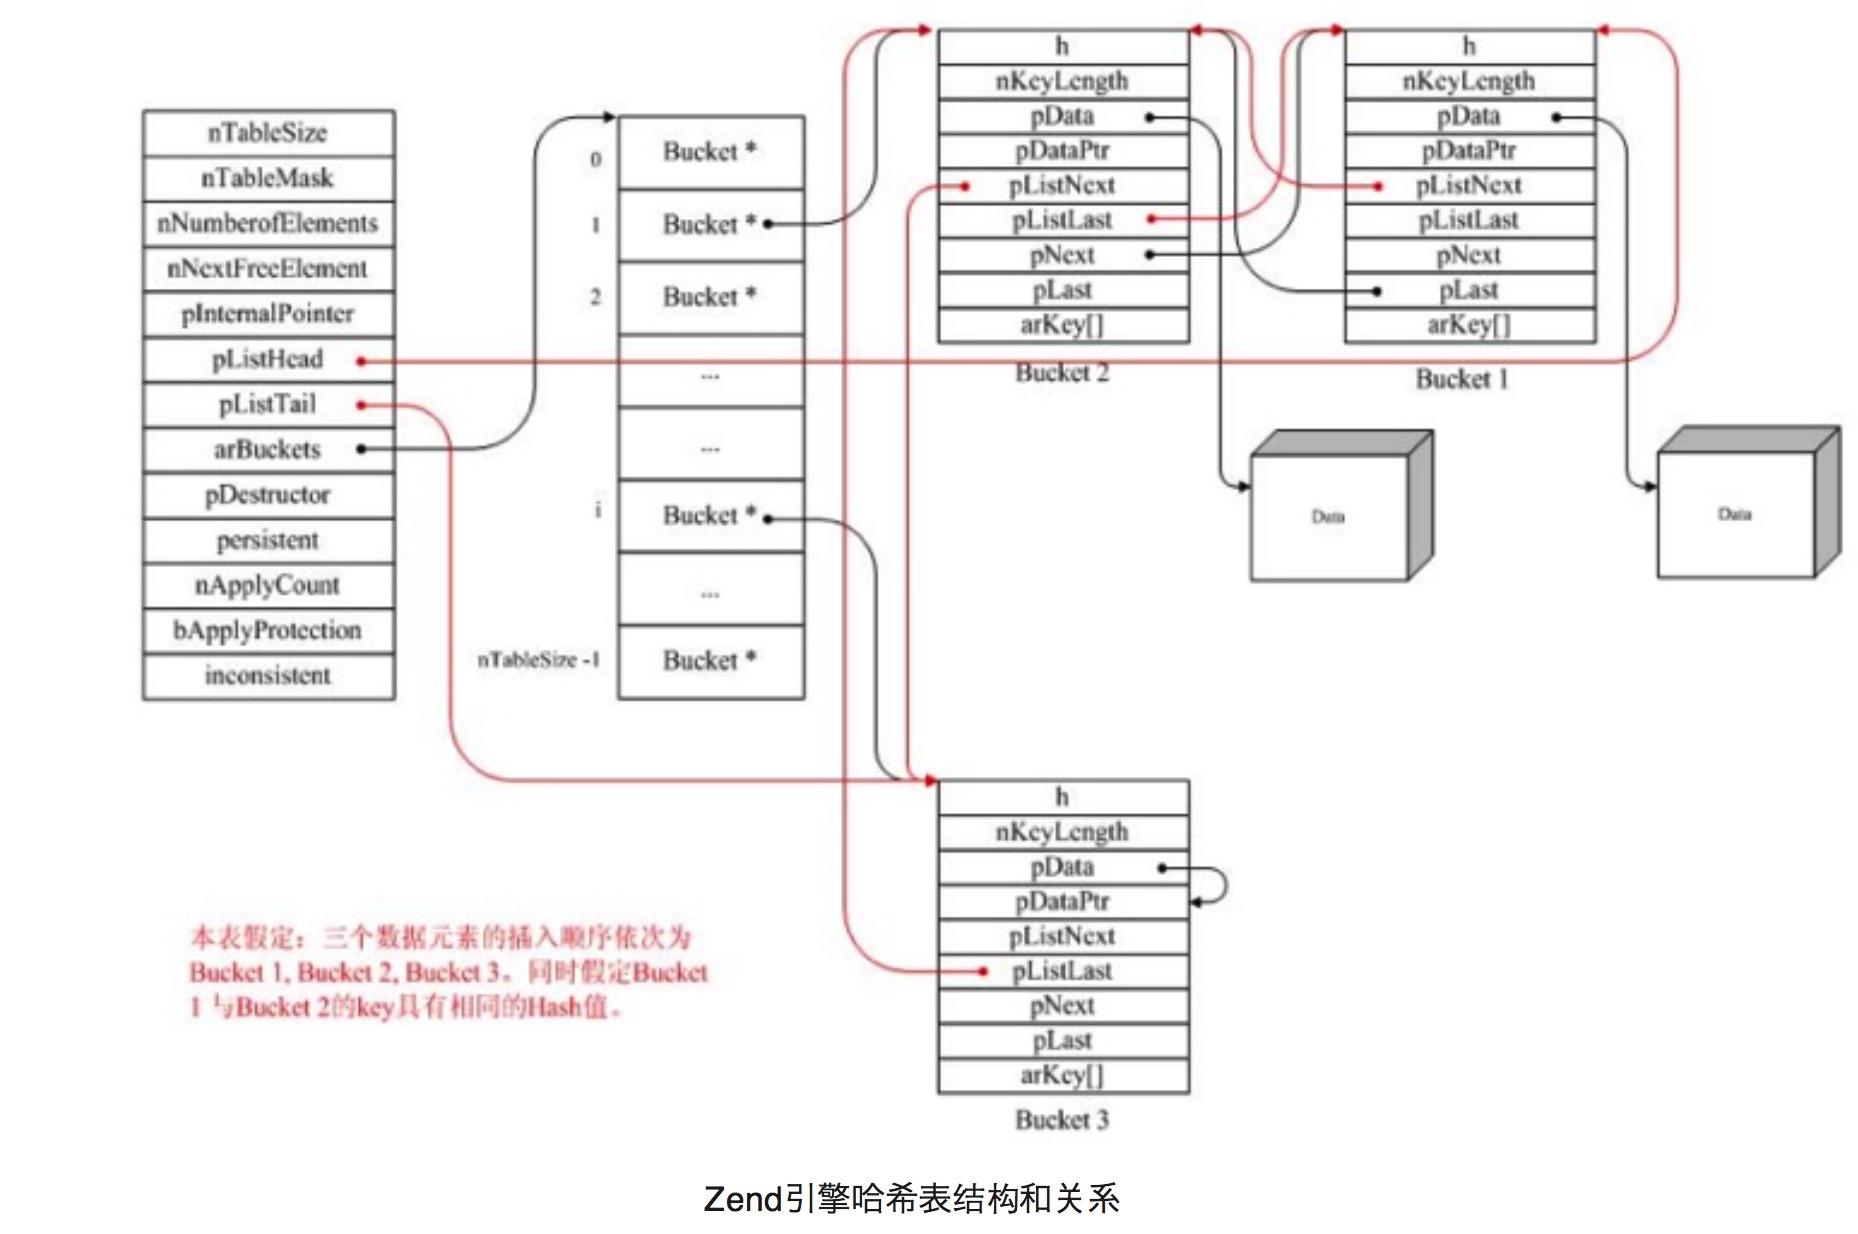 nTableSize
nTableMask
nNumberofElements
nNextFreeElement
pInternalPointer
pListHead
pListTail
arBuckets
pDestructor
persistent
nApplyCount
bApplyProtection
inconsistent
0
Bucket *
1
Bucket *
2
Bucket *
...
...
i
Bucket *
...
nTableSize -1
Bucket *
h
nKeyLength
pData
pDataPtr
pListNext
pListLast
pNext
pLast
arKey[]
Bucket 2
h
nKeyLength
pData
pDataPtr
pListNext
pListLast
pNext
pLast
arKey[]
Bucket 1
Data
Data
h
nKeyLength
pData
pDataPtr
pListNext
pListLast
pNext
pLast
arKey[]
Bucket 3
本表假定：三个数据元素的插入顺序依次为
Bucket 1, Bucket 2, Bucket 3。同时假定Bucket
1 与Bucket 2的key具有相同的Hash值。
Zend引擎哈希表结构和关系